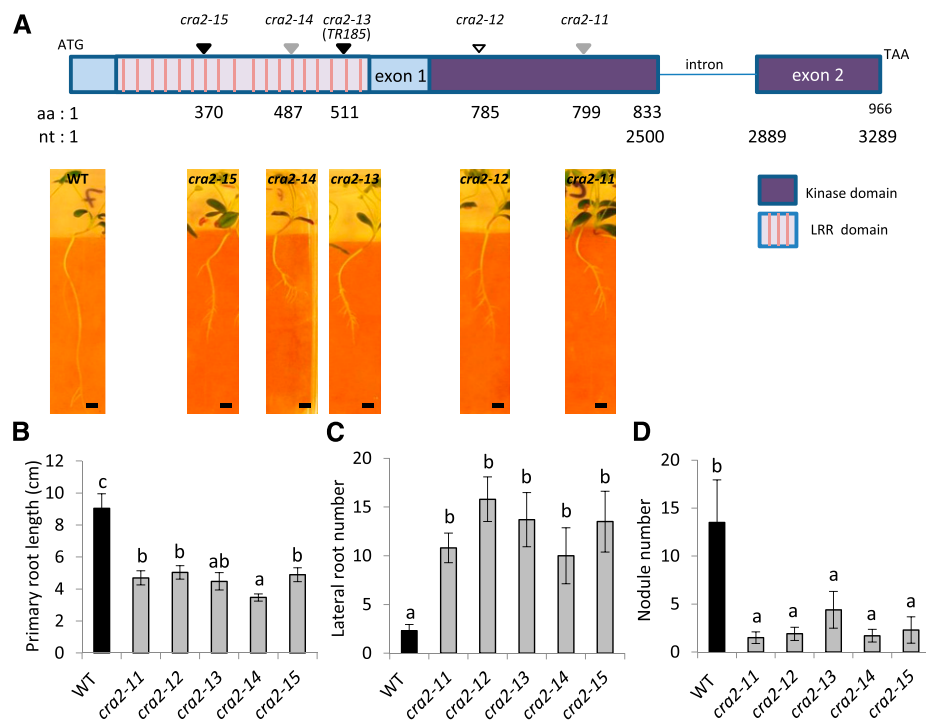 A
cra2-15 cra2-14 cra2-13 cra2-12 cra2-11
(TR185)
ATG TAA
exon 1 intron exon 2
aa : 1 370 487 511 785 799 833 966
nt : 1 2500 2889 3289
WT cra2-15 cra2-14 cra2-13 cra2-12 cra2-11
Kinase domain
LRR domain
B
Primary root length (cm)
12
10
8
6
4
2
0
c b b ab a b
WT cra2-11 cra2-12 cra2-13 cra2-14 cra2-15
C
Lateral root number
20
15
10
5
0
a b b b b b
WT cra2-11 cra2-12 cra2-13 cra2-14 cra2-15
D
Nodule number
20
15
10
5
0
b a a a a a
WT cra2-11 cra2-12 cra2-13 cra2-14 cra2-15